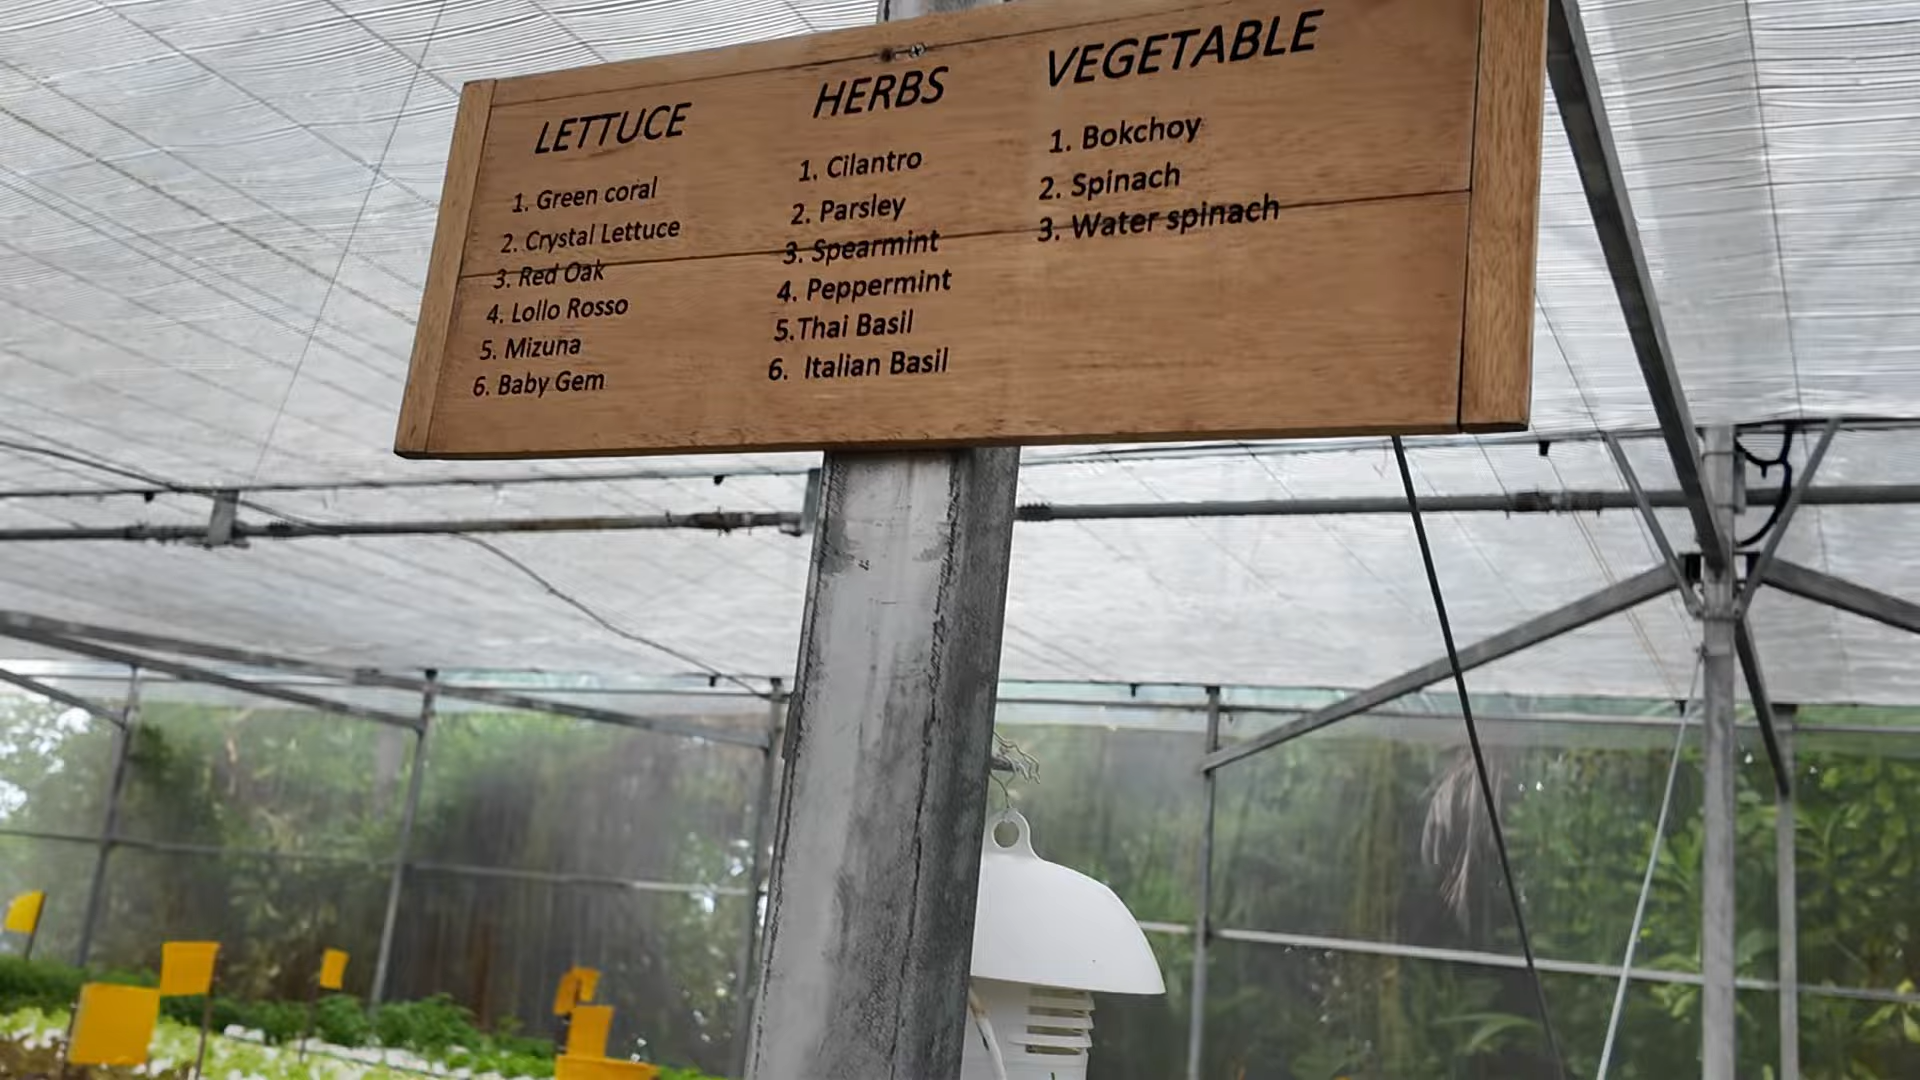 LETTUCE
1. Green coral
2. Crystal Lettuce
3. Red Oak
4. Lollo Rosso
5. Mizuna
6. Baby Gem
HERBS
1. Cilantro
2. Parsley
3. Spearmint
4. Peppermint
5.Thai Basil
6. Italian Basil
VEGETABLE
1. Bokchoy
2. Spinach
3. Water spinach